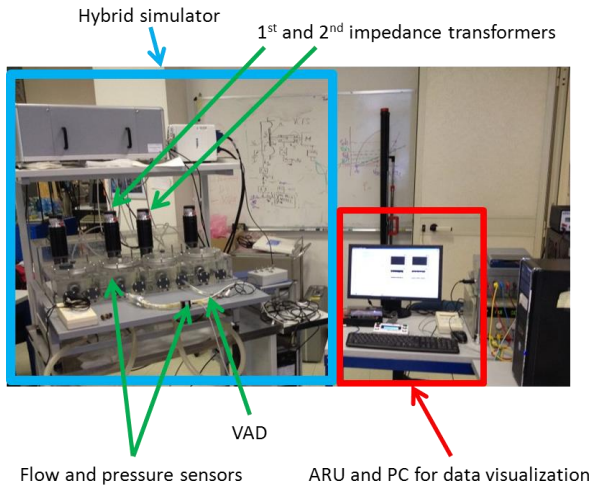 Hybrid simulator
1st and 2nd impedance transformers
VAD
Flow and pressure sensors
ARU and PC for data visualization